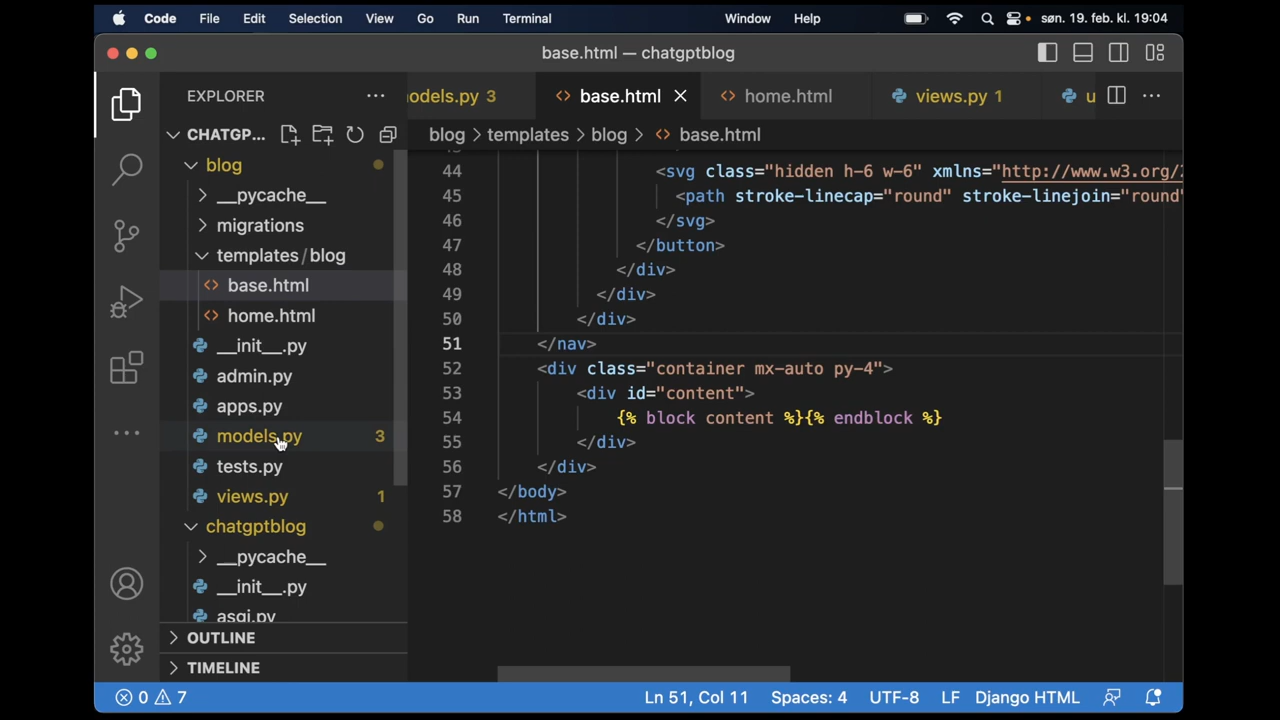 Code File Edit Selection View Go Run Terminal Window Help søn. 19. feb. kl. 19:04
base.html — chatgptblog
EXPLORER ···
odels.py 3 base.html home.html views.py 1 u ···
CHATGP...
blog > templates > blog > base.html
blog
__pycache__
migrations
templates/blog
base.html
home.html
__init__.py
admin.py
apps.py
models.py 3
tests.py
views.py 1
chatgptblog
__pycache__
__init__.py
asgi.py
OUTLINE
TIMELINE
44 <svg class="hidden h-6 w-6" xmlns="http://www.w3.org/2
45 <path stroke-linecap="round" stroke-linejoin="round"
46 </svg>
47 </button>
48 </div>
49 </div>
50 </div>
51 </nav>
52 <div class="container mx-auto py-4">
53 <div id="content">
54 {% block content %}{% endblock %}
55 </div>
56 </div>
57 </body>
58 </html>
0 7 Ln 51, Col 11 Spaces: 4 UTF-8 LF Django HTML